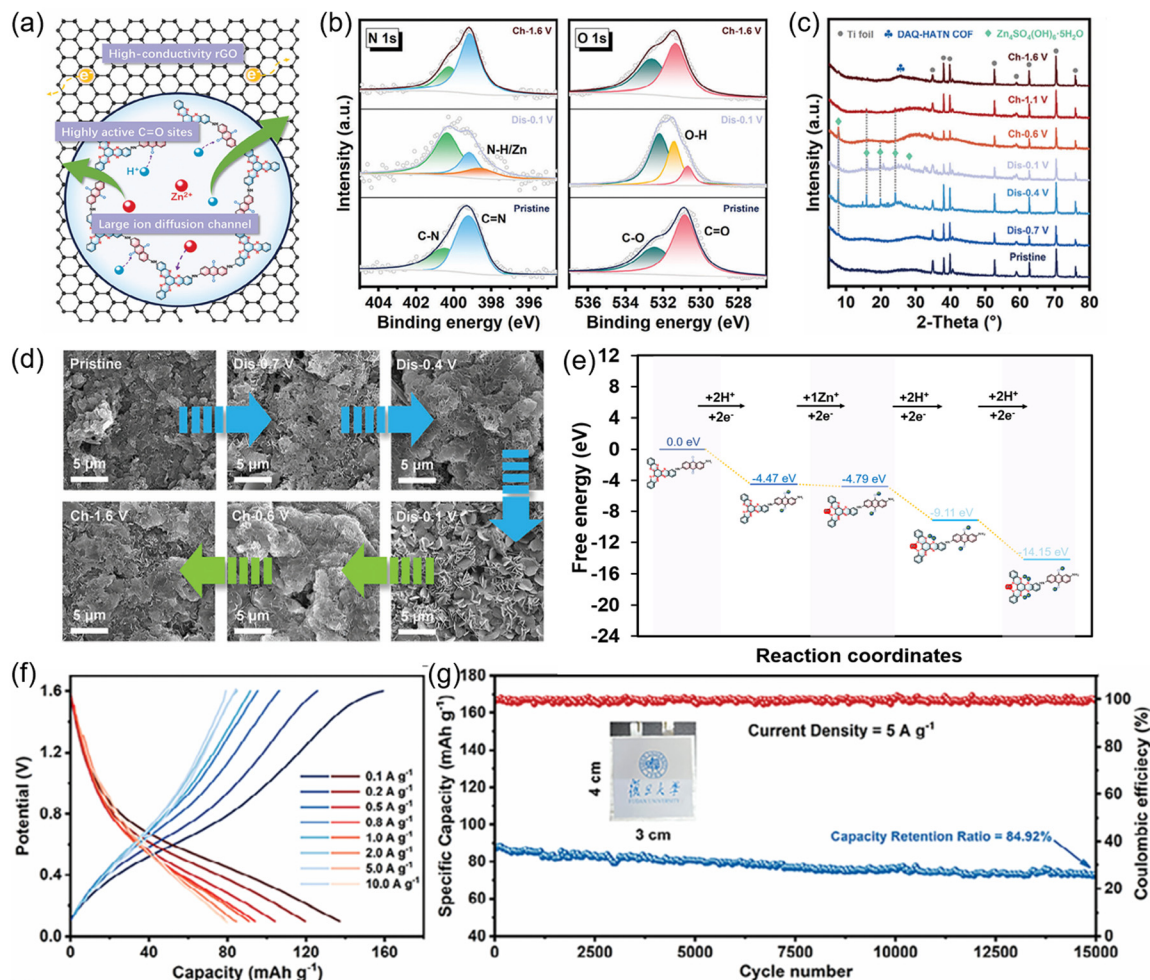 (a)
High-conductivity rGO
e⁻
e⁻
Highly active C=O sites
H⁺
Zn²⁺
Large ion diffusion channel
(b)
N 1s
Ch-1.6 V
Dis-0.1 V
N-H/Zn
Pristine
C=N
C-N
404 402 400 398 396
Binding energy (eV)
Intensity (a.u.)
O 1s
Ch-1.6 V
Dis-0.1 V
O-H
Pristine
C-O
C=O
536 534 532 530 528
Binding energy (eV)
(c)
Ti foil
DAQ-HATN COF
Zn₄SO₄(OH)₆·5H₂O
Ch-1.6 V
Ch-1.1 V
Ch-0.6 V
Dis-0.1 V
Dis-0.4 V
Dis-0.7 V
Pristine
10 20 30 40 50 60 70 80
2-Theta (°)
Intensity (a.u.)
(d)
Pristine
5 μm
Dis-0.7 V
5 μm
Dis-0.4 V
5 μm
Ch-1.6 V
5 μm
Ch-0.6 V
5 μm
Dis-0.1 V
5 μm
(e)
12
8
4
0
-4
-8
-12
-16
-20
-24
Free energy (eV)
+2H⁺
+2e⁻
+1Zn⁺
+2e⁻
+2H⁺
+2e⁻
+2H⁺
+2e⁻
0.0 eV
-4.47 eV
-4.79 eV
-9.11 eV
-14.15 eV
Reaction coordinates
(f)
1.6
1.2
0.8
0.4
0.0
Potential (V)
0.1 A g⁻¹
0.2 A g⁻¹
0.5 A g⁻¹
0.8 A g⁻¹
1.0 A g⁻¹
2.0 A g⁻¹
5.0 A g⁻¹
10.0 A g⁻¹
0 40 80 120 160
Capacity (mAh g⁻¹)
(g)
180
160
140
120
100
80
60
40
Specific Capacity (mAh g⁻¹)
Current Density = 5 A g⁻¹
4 cm
復旦大學
FUDAN UNIVERSITY
3 cm
Capacity Retention Ratio = 84.92%
100
80
60
40
20
0
Coulombic efficiecy (%)
0 2500 5000 7500 10000 12500 15000
Cycle number